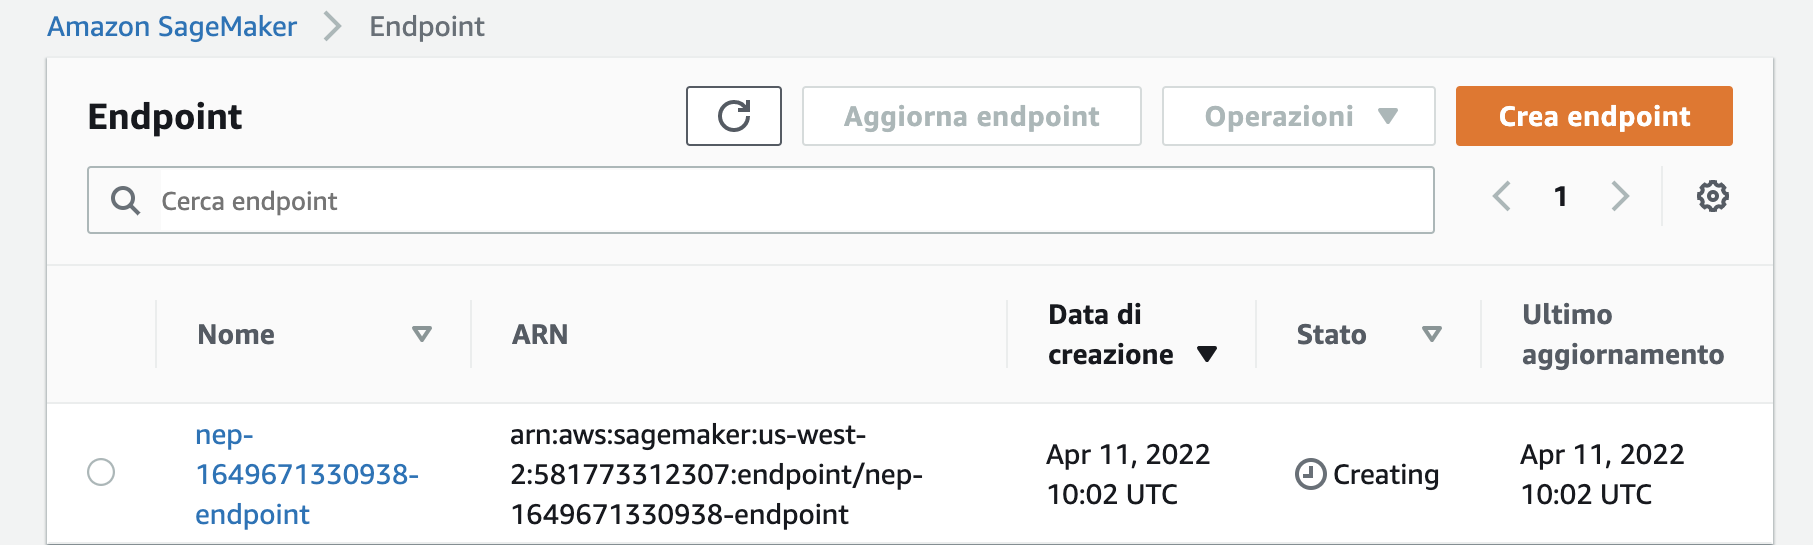 Amazon SageMaker > Endpoint
Endpoint
Aggiorna endpoint
Operazioni
Crea endpoint
Cerca endpoint
1
Nome
ARN
Data di
creazione
Stato
Ultimo
aggiornamento
nep-
1649671330938-
endpoint
arn:aws:sagemaker:us-west-
2:581773312307:endpoint/nep-
1649671330938-endpoint
Apr 11, 2022
10:02 UTC
Creating
Apr 11, 2022
10:02 UTC